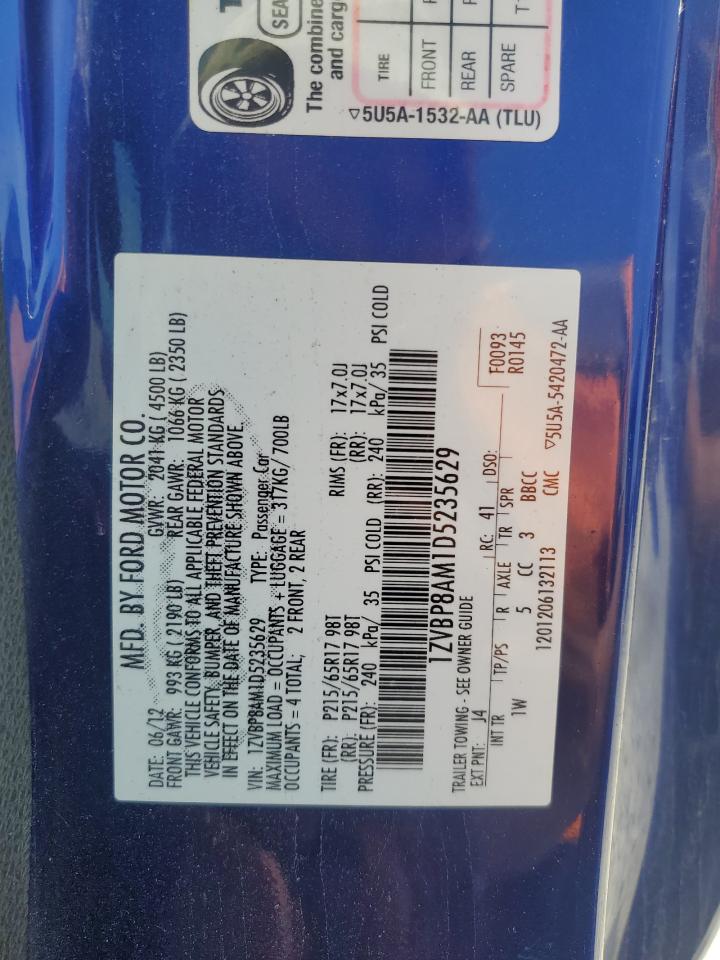 SEA
The combine
and carg
TIRE
FRONT
REAR
SPARE
▽5U5A-1532-AA (TLU)
MFD. BY FORD MOTOR CO.
DATE: 06/12 GVWR: 2041 KG ( 4500 LB)
FRONT GAWR: 993 KG ( 2190 LB) REAR GAWR: 1066 KG ( 2350 LB)
THIS VEHICLE CONFORMS TO ALL APPLICABLE FEDERAL MOTOR
VEHICLE SAFETY, BUMPER, AND THEFT PREVENTION STANDARDS
IN EFFECT ON THE DATE OF MANUFACTURE SHOWN ABOVE.
VIN: 1ZVBP8AM1D5235629 TYPE: Passenger Car
MAXIMUM LOAD = OCCUPANTS + LUGGAGE = 317KG/ 700LB
OCCUPANTS = 4 TOTAL; 2 FRONT, 2 REAR
TIRE (FR): P215/65R17 98T RIMS (FR): 17x7.0J
(RR): P215/65R17 98T (RR): 17x7.0J
PRESSURE (FR): 240 kPa/ 35 PSI COLD (RR): 240 kPa/ 35 PSI COLD
1ZVBP8AM1D5235629
TRAILER TOWING - SEE OWNER GUIDE
EXT PNT: J4 RC: 41 DSO: F0093
R0145
INT TR TP/PS R AXLE TR SPR
1W 5 CC 3 BBCC
1201206132113 CMC ▽5U5A-5420472-AA